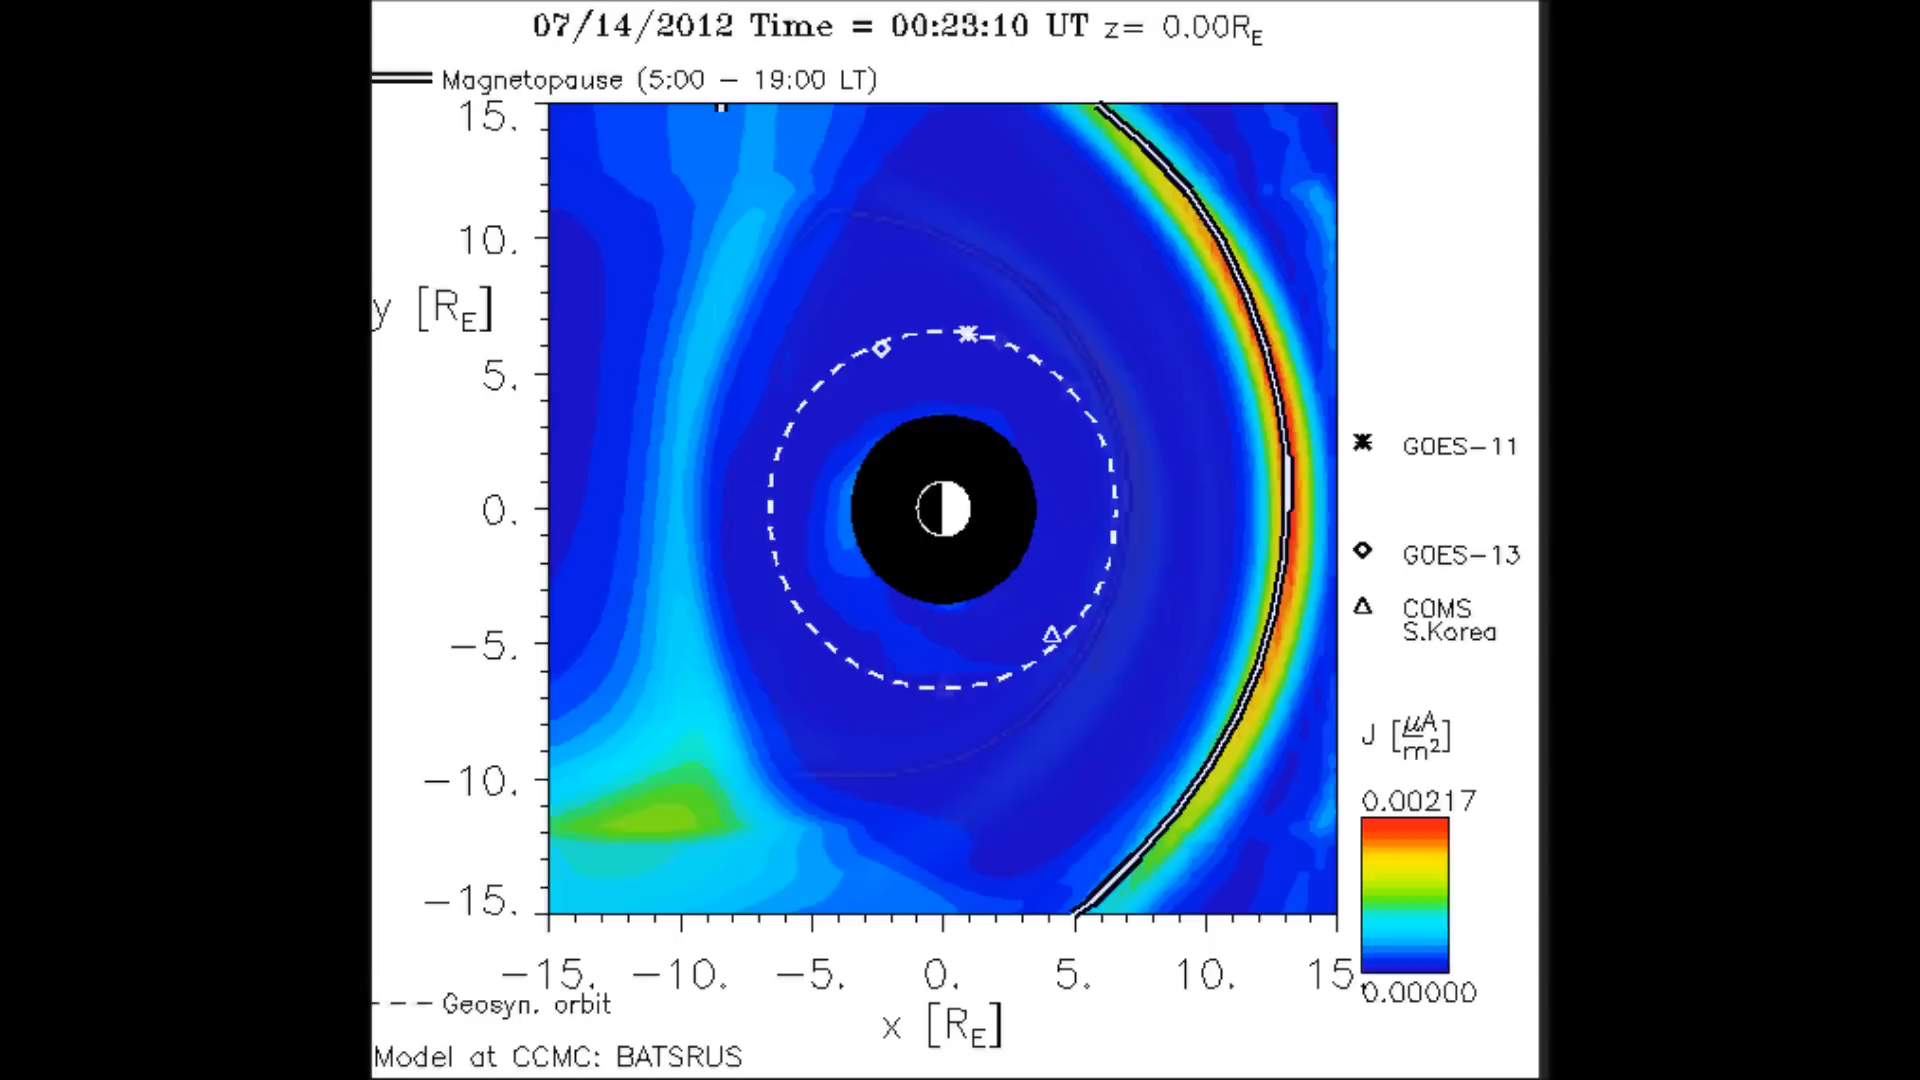 07/14/2012 Time = 00:23:10 UT z= 0.00RE
Magnetopause (5:00 – 19:00 LT)
15.
10.
5.
0.
−5.
−10.
−15.
y [RE]
−15. −10. −5. 0. 5. 10. 15.
x [RE]
GOES−11
GOES−13
COMS
S.Korea
J [μA/m2]
0.00217
0.00000
Geosyn. orbit
Model at CCMC: BATSRUS